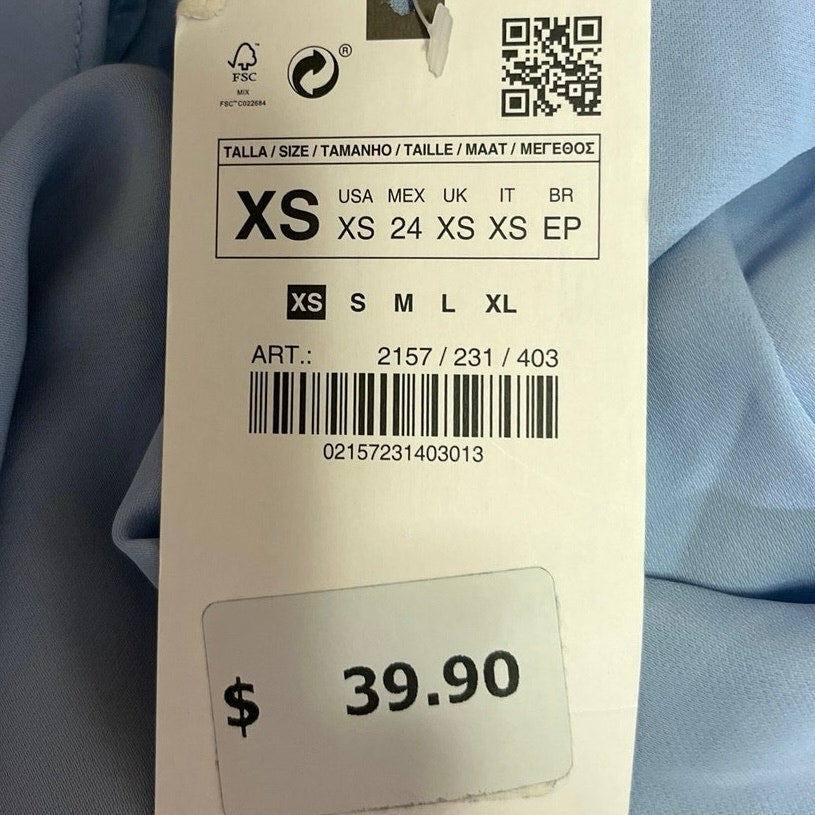 FSC™
MIX
FSC™ C022684
®
TALLA / SIZE / TAMANHO / TAILLE / MAAT / ΜΕΓΕΘΟΣ
XS USA MEX UK IT BR
XS 24 XS XS EP
XS S M L XL
ART.: 2157 / 231 / 403
02157231403013
$ 39.90